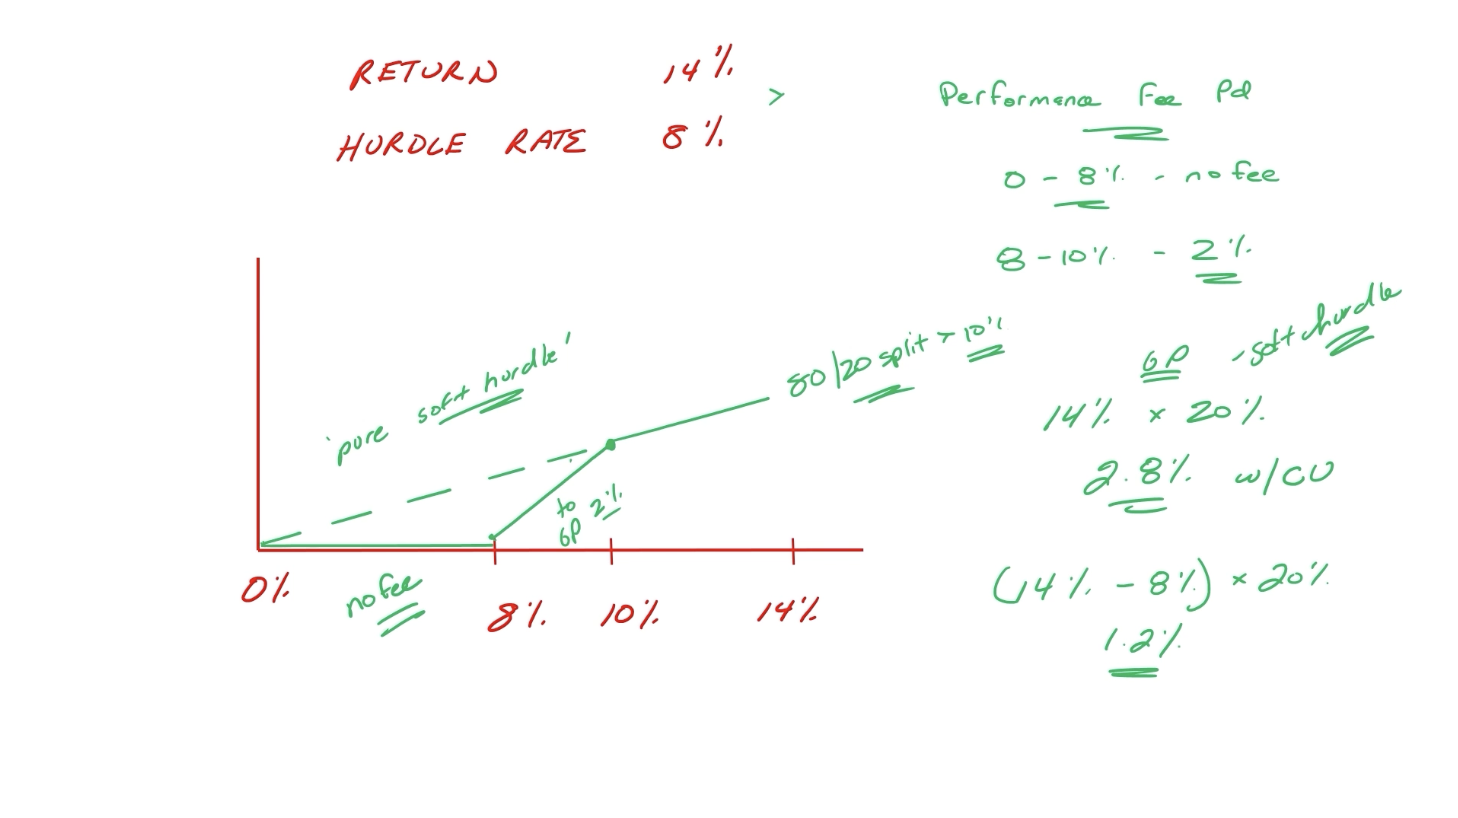 RETURN 14%
HURDLE RATE 8%
>
Performance Fee Pd
0 - 8% - no fee
8 - 10% - 2%
GP - soft hurdle
14% × 20%
2.8% w/CU
(14% - 8%) × 20%
1.2%
'pure soft hurdle'
80/20 split > 10%
to GP 2%
0% 8% 10% 14%
no fee